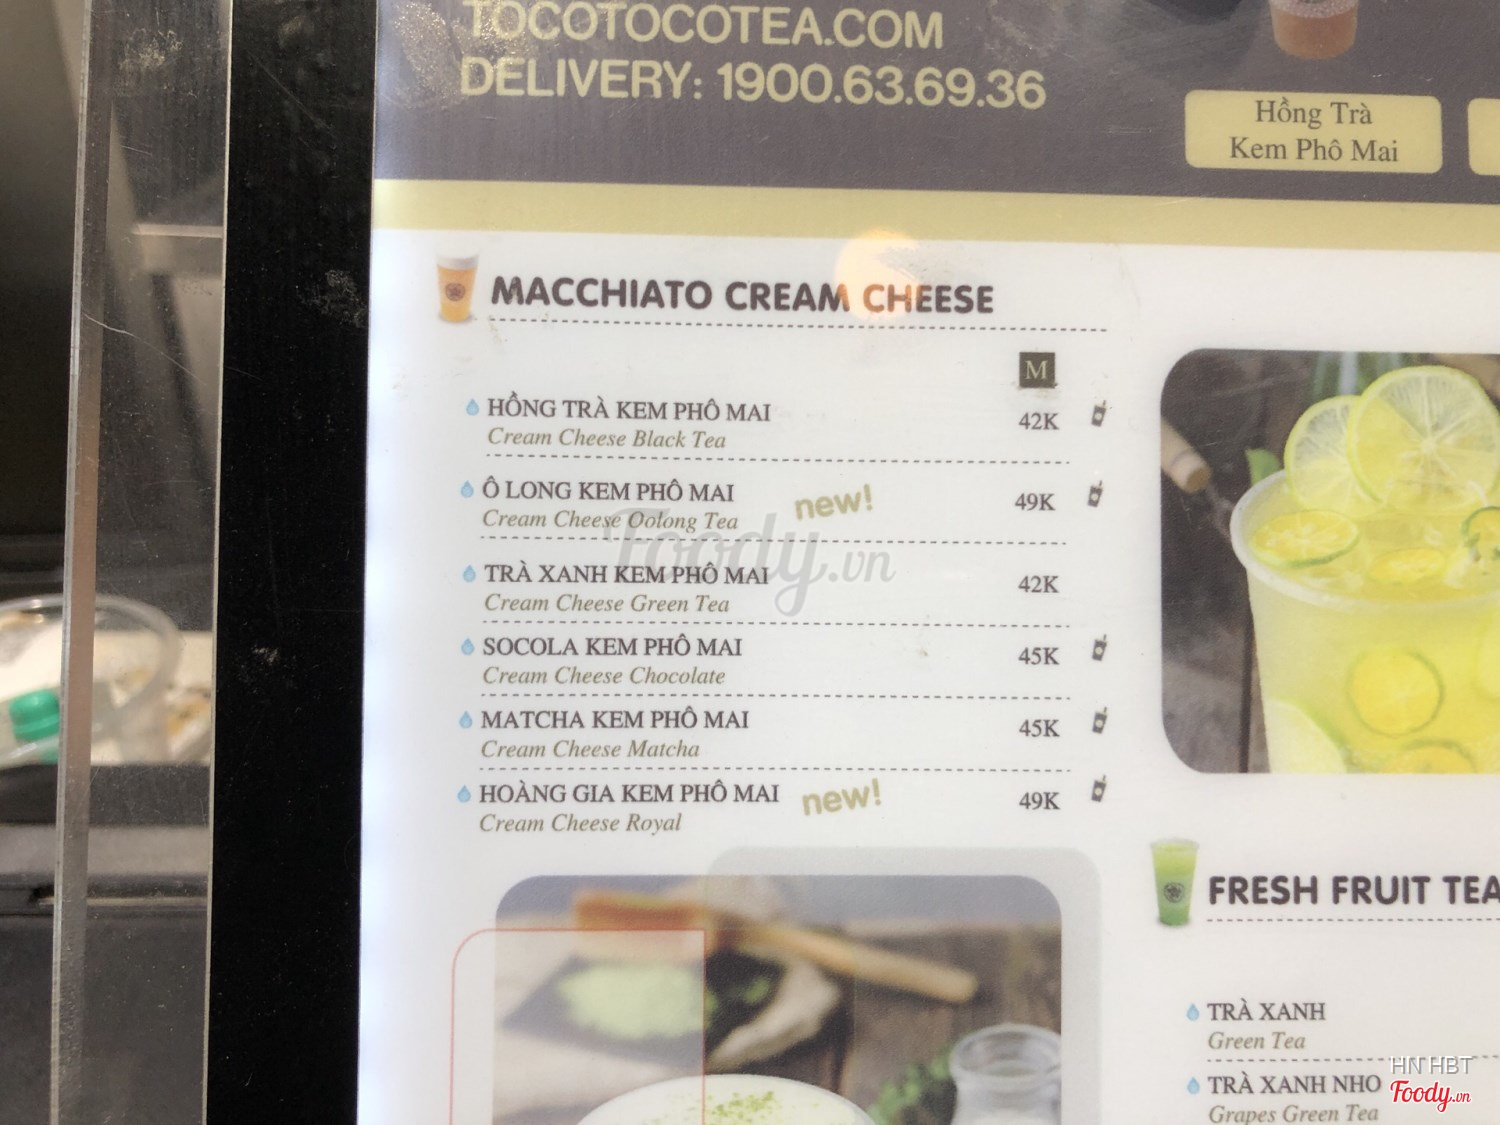 TOCOTOCOTEA.COM
DELIVERY: 1900.63.69.36
Hồng Trà
Kem Phô Mai
MACCHIATO CREAM CHEESE
M
HỒNG TRÀ KEM PHÔ MAI 42K
Cream Cheese Black Tea
Ô LONG KEM PHÔ MAI new! 49K
Cream Cheese Oolong Tea
TRÀ XANH KEM PHÔ MAI 42K
Cream Cheese Green Tea
SOCOLA KEM PHÔ MAI 45K
Cream Cheese Chocolate
MATCHA KEM PHÔ MAI 45K
Cream Cheese Matcha
HOÀNG GIA KEM PHÔ MAI new! 49K
Cream Cheese Royal
FRESH FRUIT TEA
TRÀ XANH
Green Tea
TRÀ XANH NHO
Grapes Green Tea
Foody.vn
HN HBT
Foody.vn